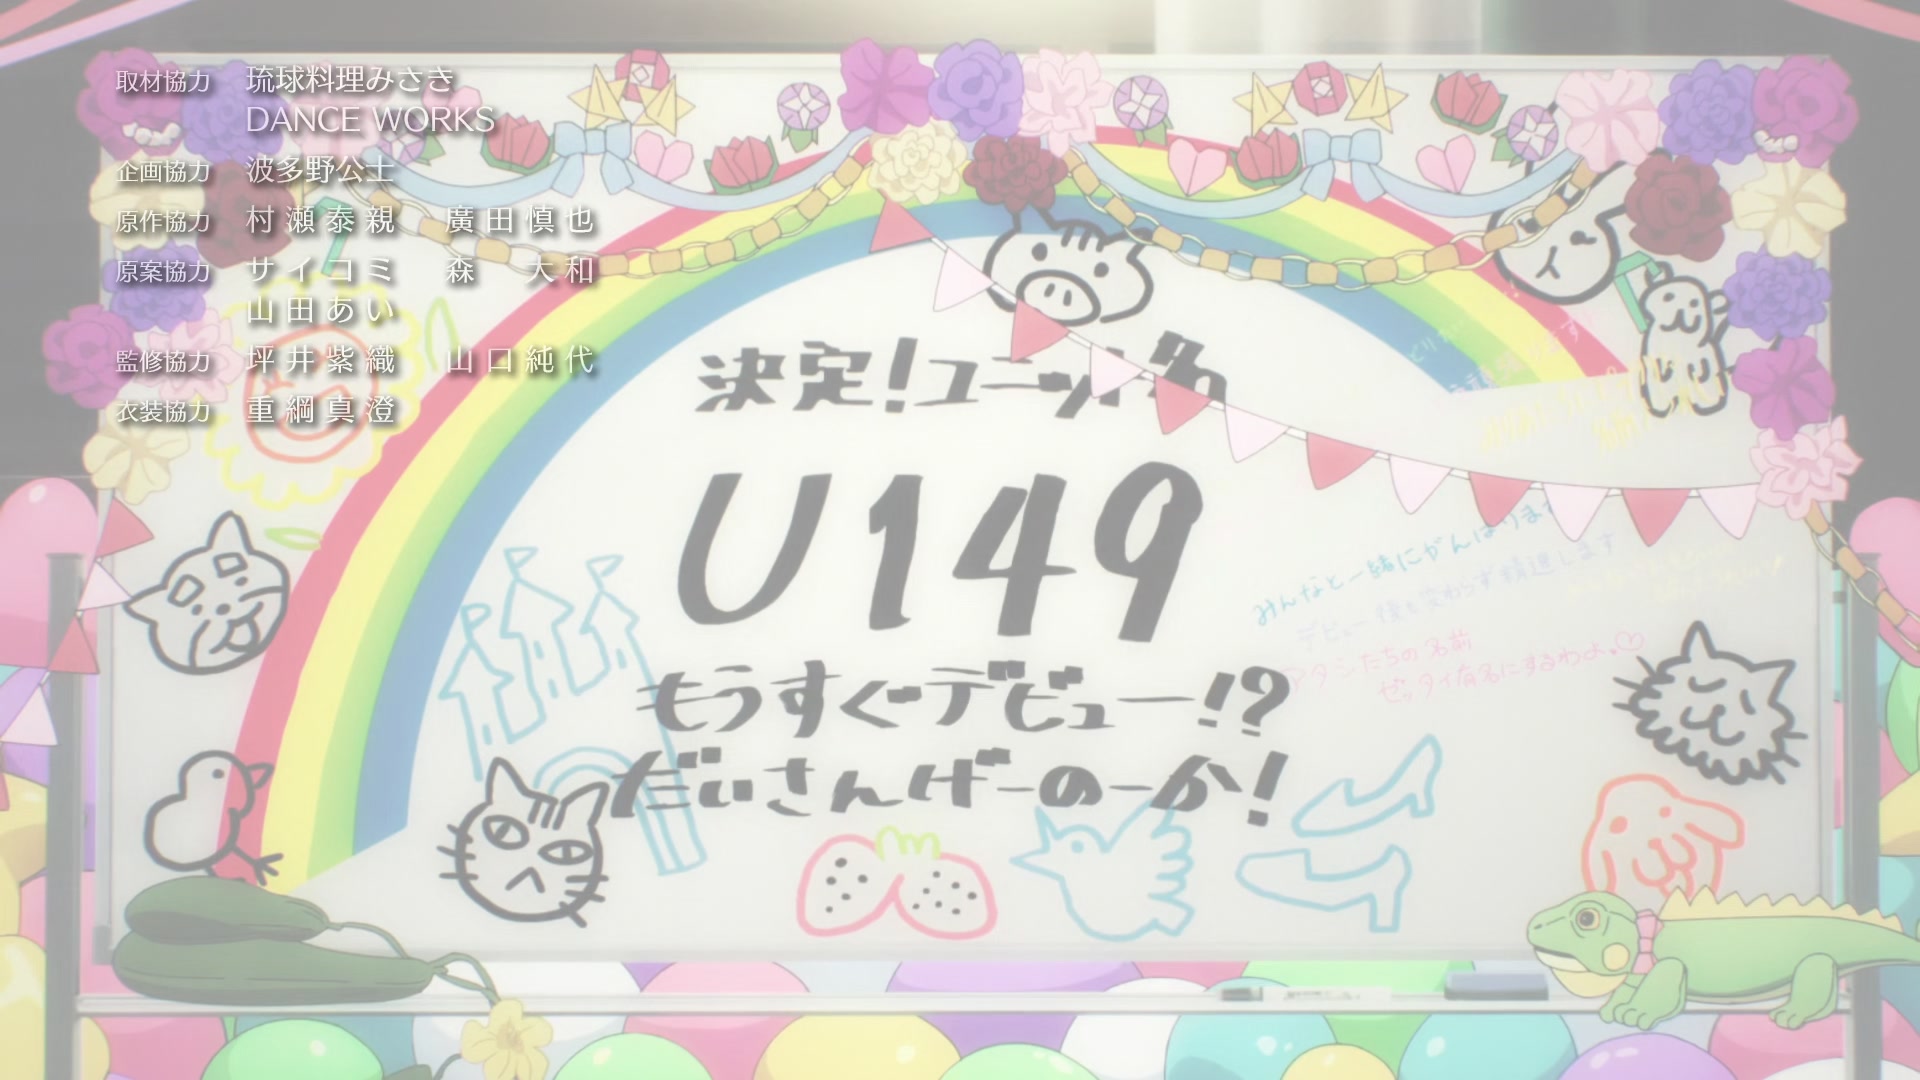 取材協力 琉球料理みさき
DANCE WORKS
企画協力 波多野公士
原作協力 村瀬泰親 廣田慎也
原案協力 サイコミ 森 大和
山田あい
監修協力 坪井紫織 山口純代
衣装協力 重綱真澄
決定!ユニット名
U149
もうすぐデビュー!?
だいさんげーのーか!
みんなと一緒にがんばります
デビュー後も変わらず精進します
アタシたちの名前
ゼッタイ有名にするわよ♡